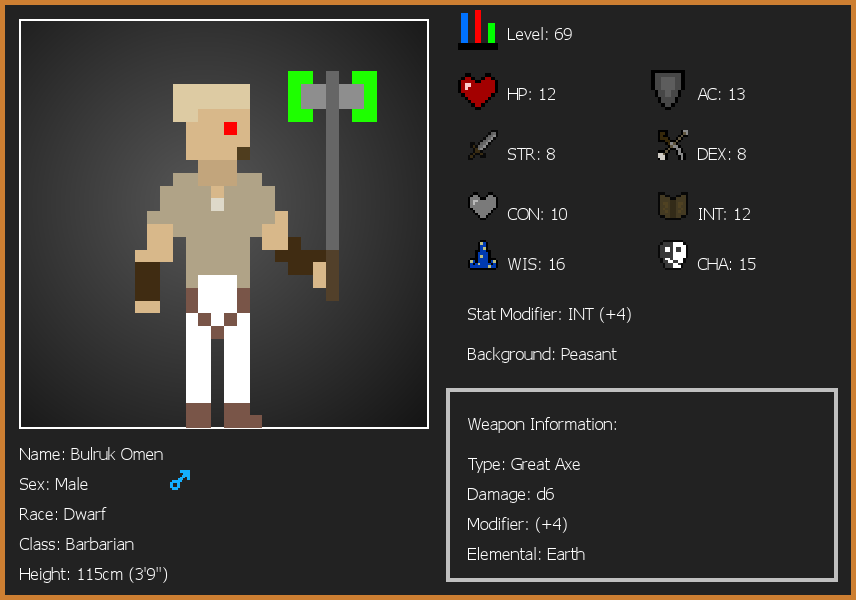 Level: 69
HP: 12
AC: 13
STR: 8
DEX: 8
CON: 10
INT: 12
WIS: 16
CHA: 15
Stat Modifier: INT (+4)
Background: Peasant
Weapon Information:
Type: Great Axe
Damage: d6
Modifier: (+4)
Elemental: Earth
Name: Bulruk Omen
Sex: Male
Race: Dwarf
Class: Barbarian
Height: 115cm (3'9")